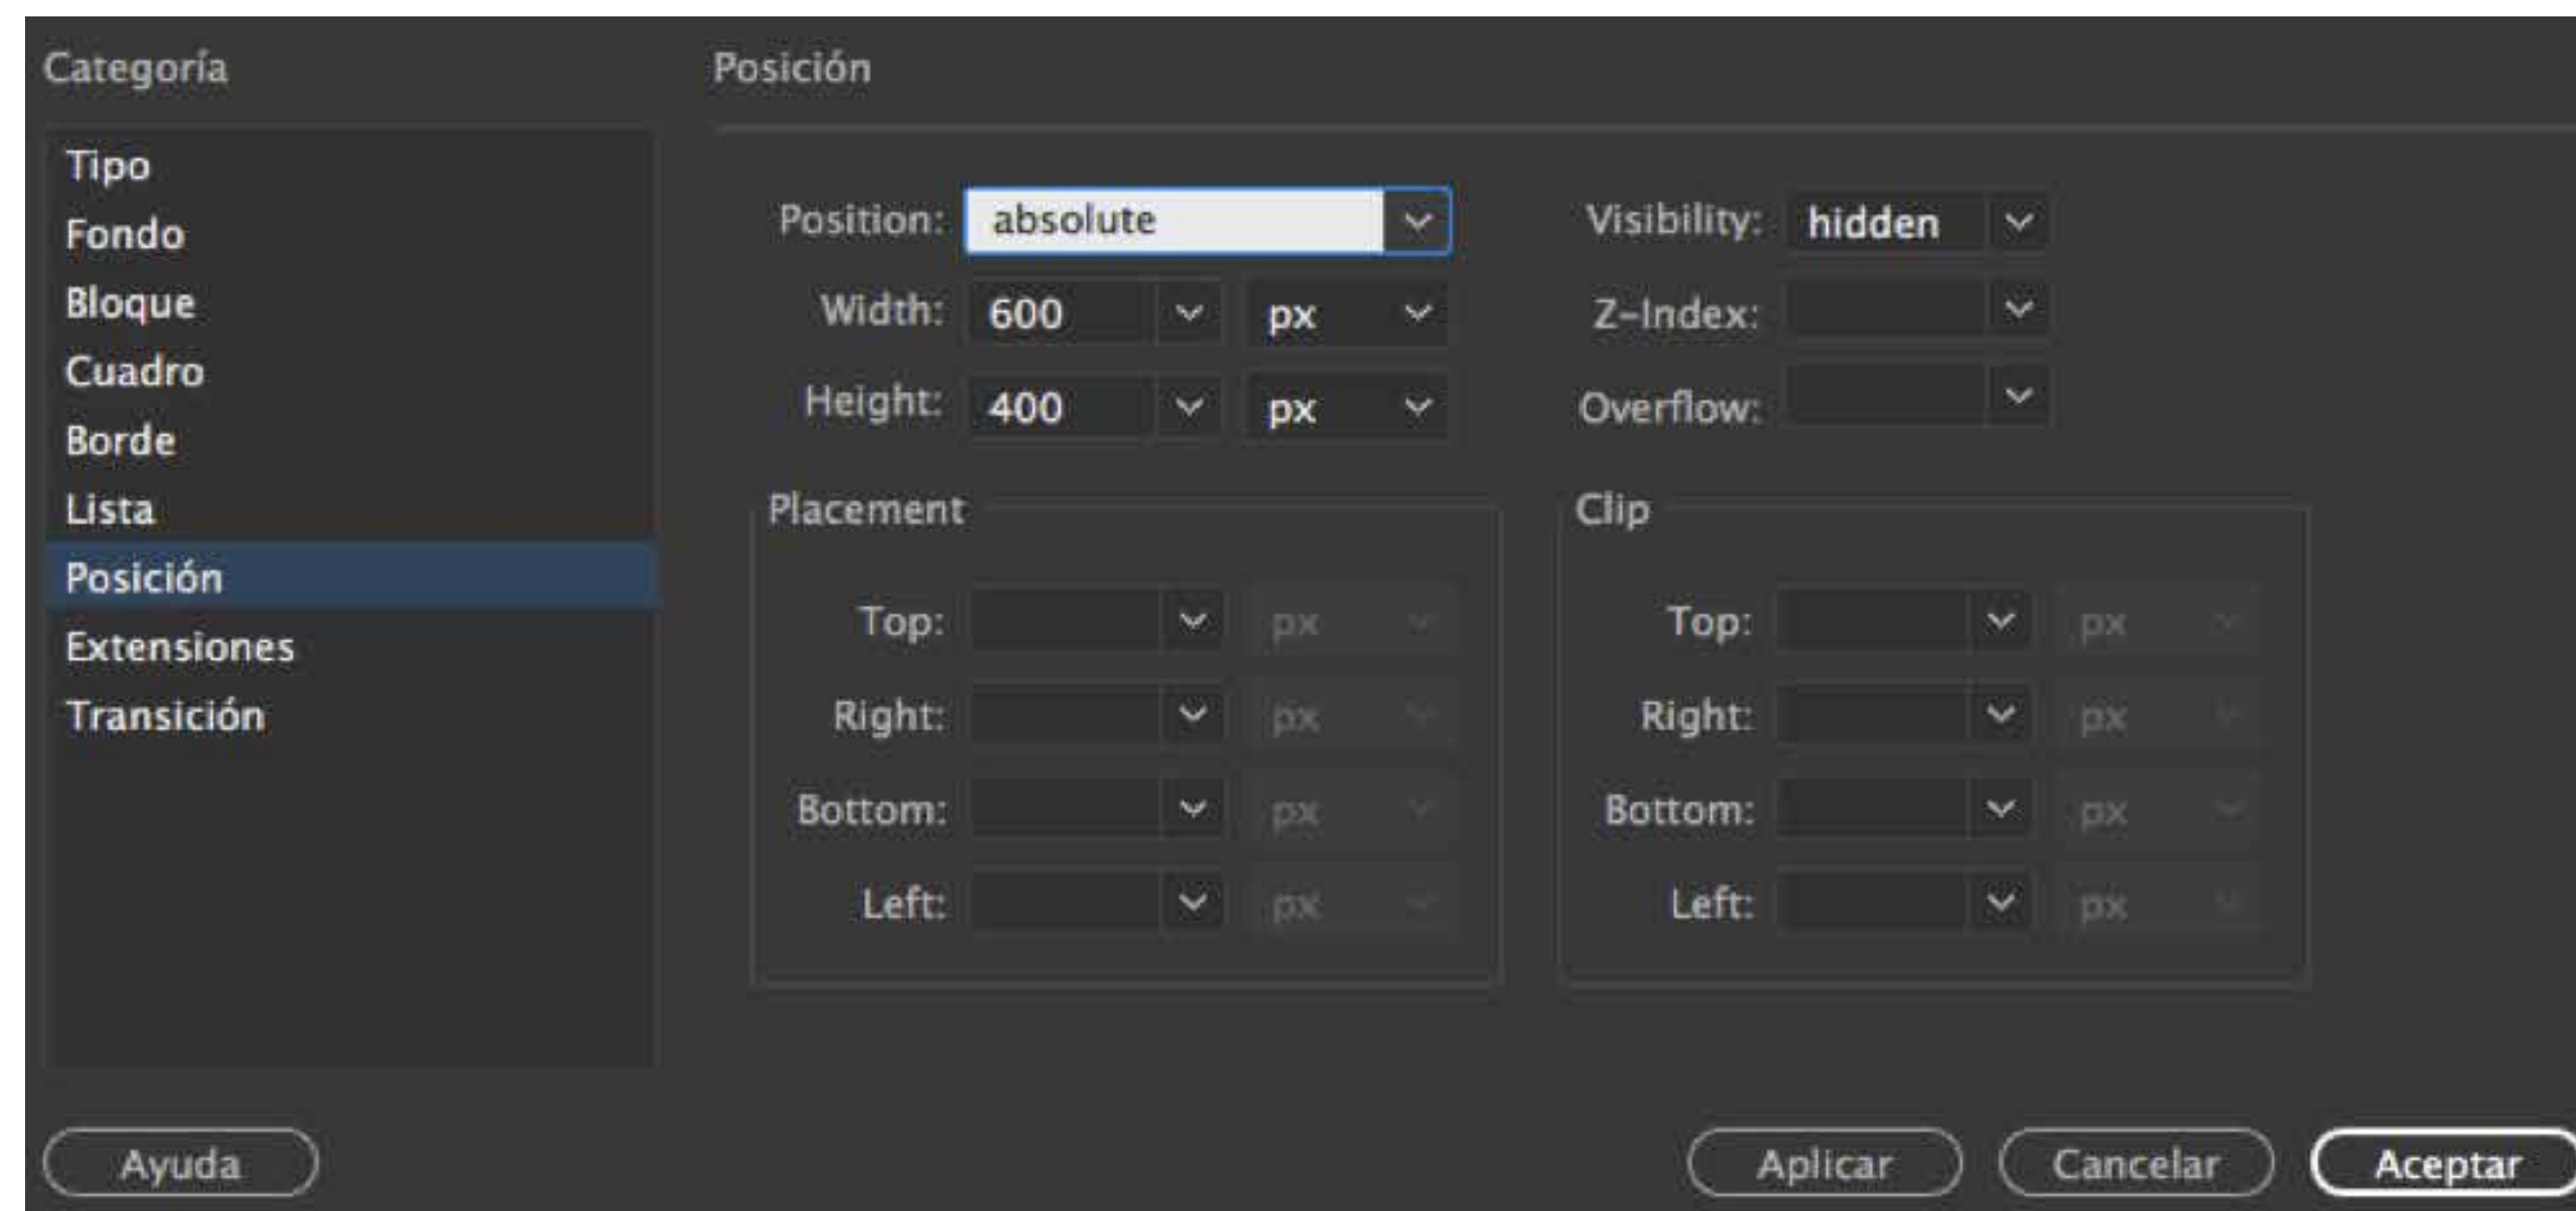 Categoría
Tipo
Fondo
Bloque
Cuadro
Borde
Lista
Posición
Extensiones
Transición
Posición
Position: absolute
Width: 600 px
Height: 400 px
Visibility: hidden
Z-Index:
Overflow:
Placement
Top: px
Right: px
Bottom: px
Left: px
Clip
Top: px
Right: px
Bottom: px
Left: px
Ayuda
Aplicar Cancelar Aceptar